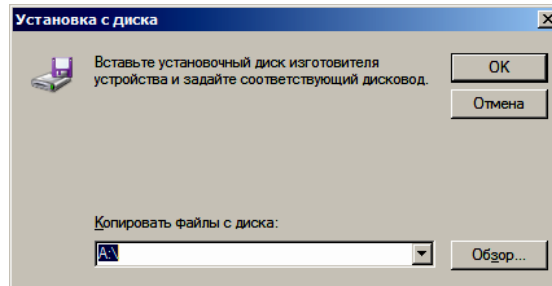 Установка с диска
Вставьте установочный диск изготовителя
устройства и задайте соответствующий дисковод.
OK
Отмена
Копировать файлы с диска:
A:\
Обзор...